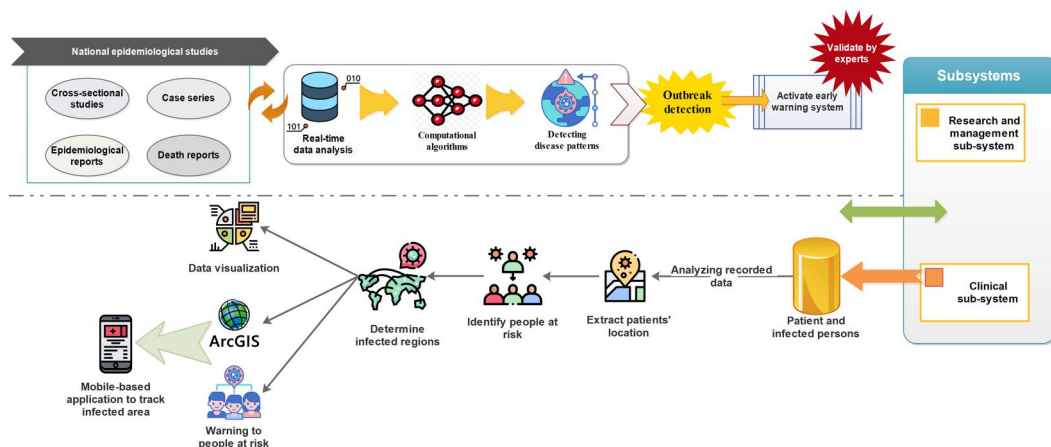 National epidemiological studies
Cross-sectional
studies
Case series
Epidemiological
reports
Death reports
010
101
Real-time
data analysis
Computational
algorithms
Detecting
disease patterns
Outbreak
detection
Activate early
warning system
Validate by
experts
Subsystems
Research and
management
sub-system
Clinical
sub-system
Patient and
infected persons
Analyzing recorded
data
Extract patients'
location
Identify people at
risk
Determine
infected regions
Data visualization
ArcGIS
Warning to
people at risk
Mobile-based
application to track
infected area